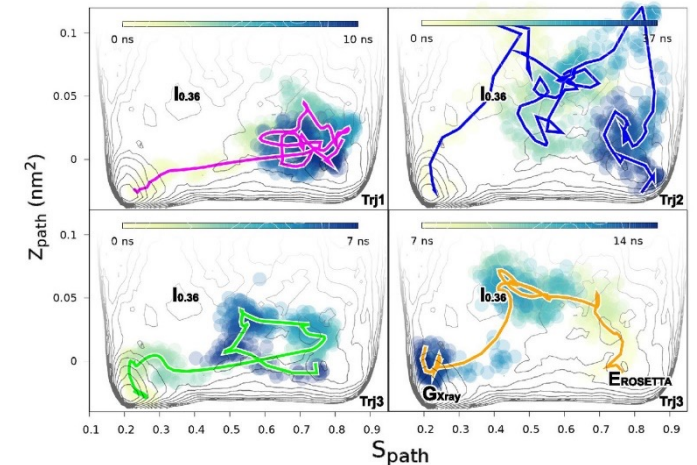 0.1
0.05
0
0 ns
10 ns
I0.36
Trj1
0 ns
37 ns
I0.36
Trj2
Zpath (nm²)
0.1
0.05
0
0 ns
7 ns
I0.36
Trj3
7 ns
14 ns
I0.36
EROSETTA
GXray
Trj3
0.1 0.2 0.3 0.4 0.5 0.6 0.7 0.8 0.9
0.1 0.2 0.3 0.4 0.5 0.6 0.7 0.8 0.9
Spath